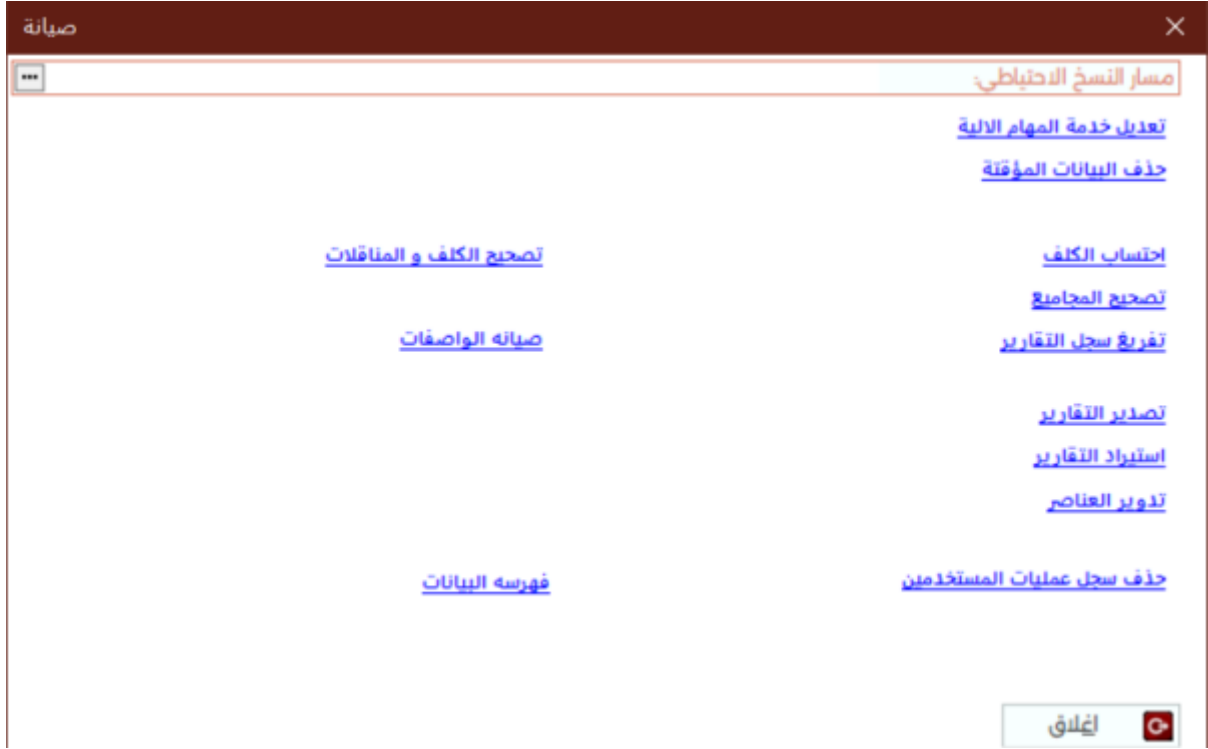 صيانة
مسار النسخ الاحتياطي:
تعديل خدمة المهام الالية
حذف البيانات المؤقتة
احتساب الكلف
تصحيح الكلف و المناقلات
تصحيح المجاميع
تفريغ سجل التقارير
صيانه الواصفات
تصدير التقارير
استيراد التقارير
تدوير العناصر
حذف سجل عمليات المستخدمين
فهرسه البيانات
إغلاق